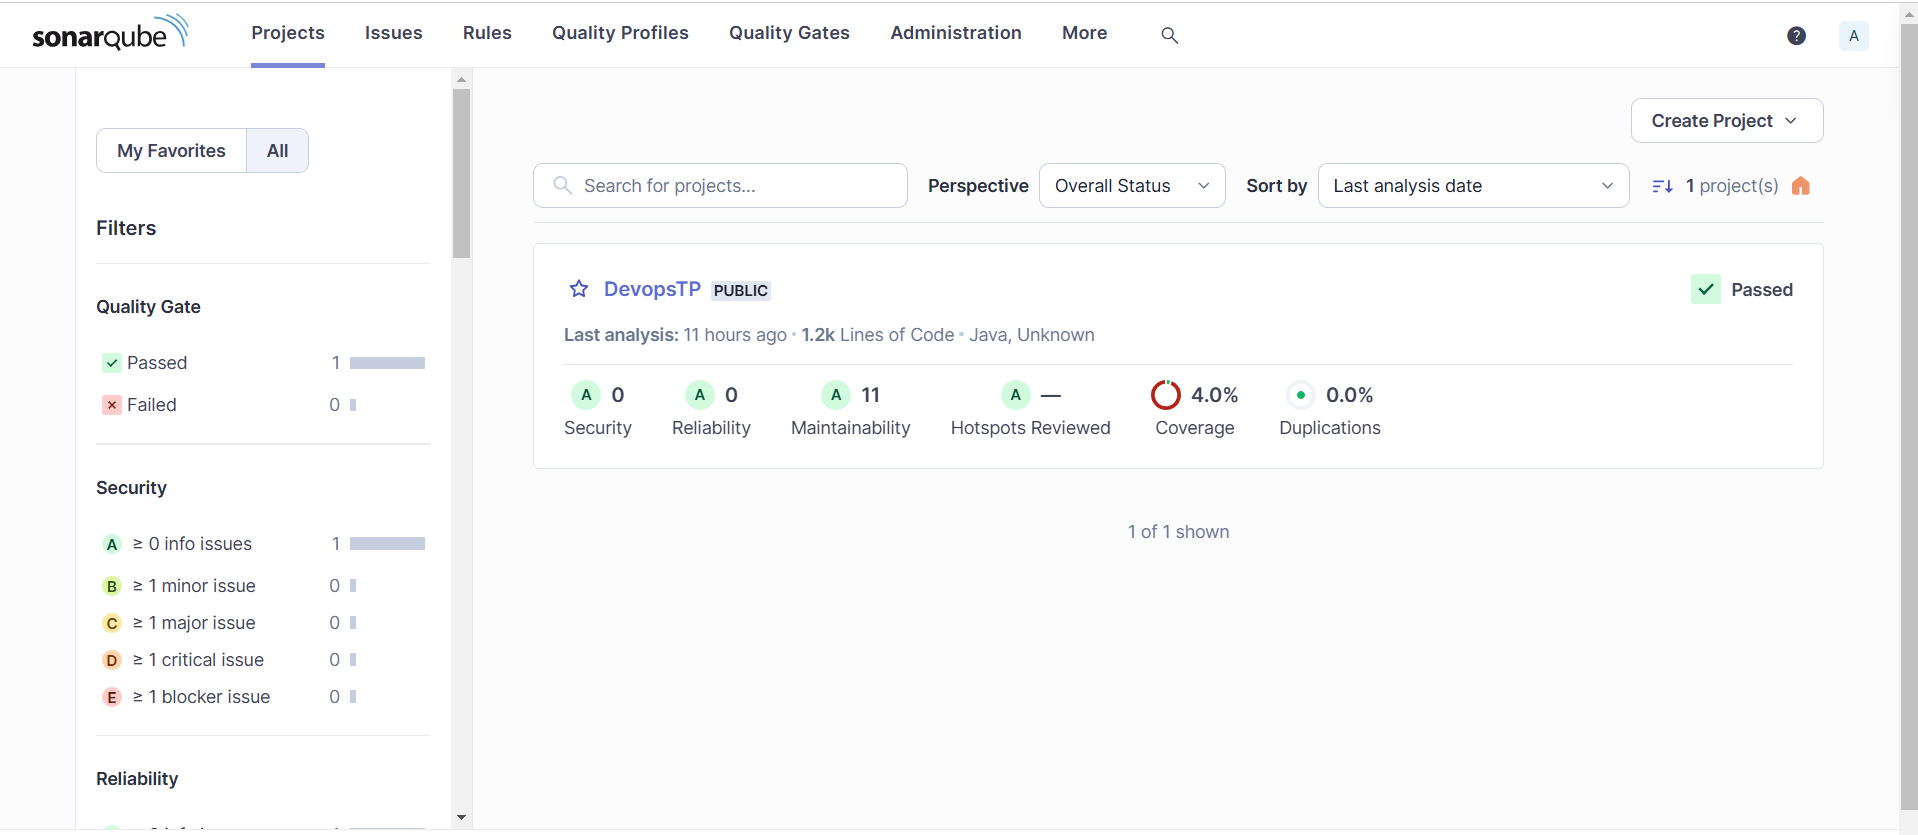 sonarqube Projects Issues Rules Quality Profiles Quality Gates Administration More ? A
My Favorites All
Filters
Quality Gate
Passed 1
Failed 0
Security
A ≥ 0 info issues 1
B ≥ 1 minor issue 0
C ≥ 1 major issue 0
D ≥ 1 critical issue 0
E ≥ 1 blocker issue 0
Reliability
Create Project
Search for projects... Perspective Overall Status Sort by Last analysis date 1 project(s)
DevopsTP PUBLIC Passed
Last analysis: 11 hours ago • 1.2k Lines of Code • Java, Unknown
A 0 A 0 A 11 A — 4.0% 0.0%
Security Reliability Maintainability Hotspots Reviewed Coverage Duplications
1 of 1 shown